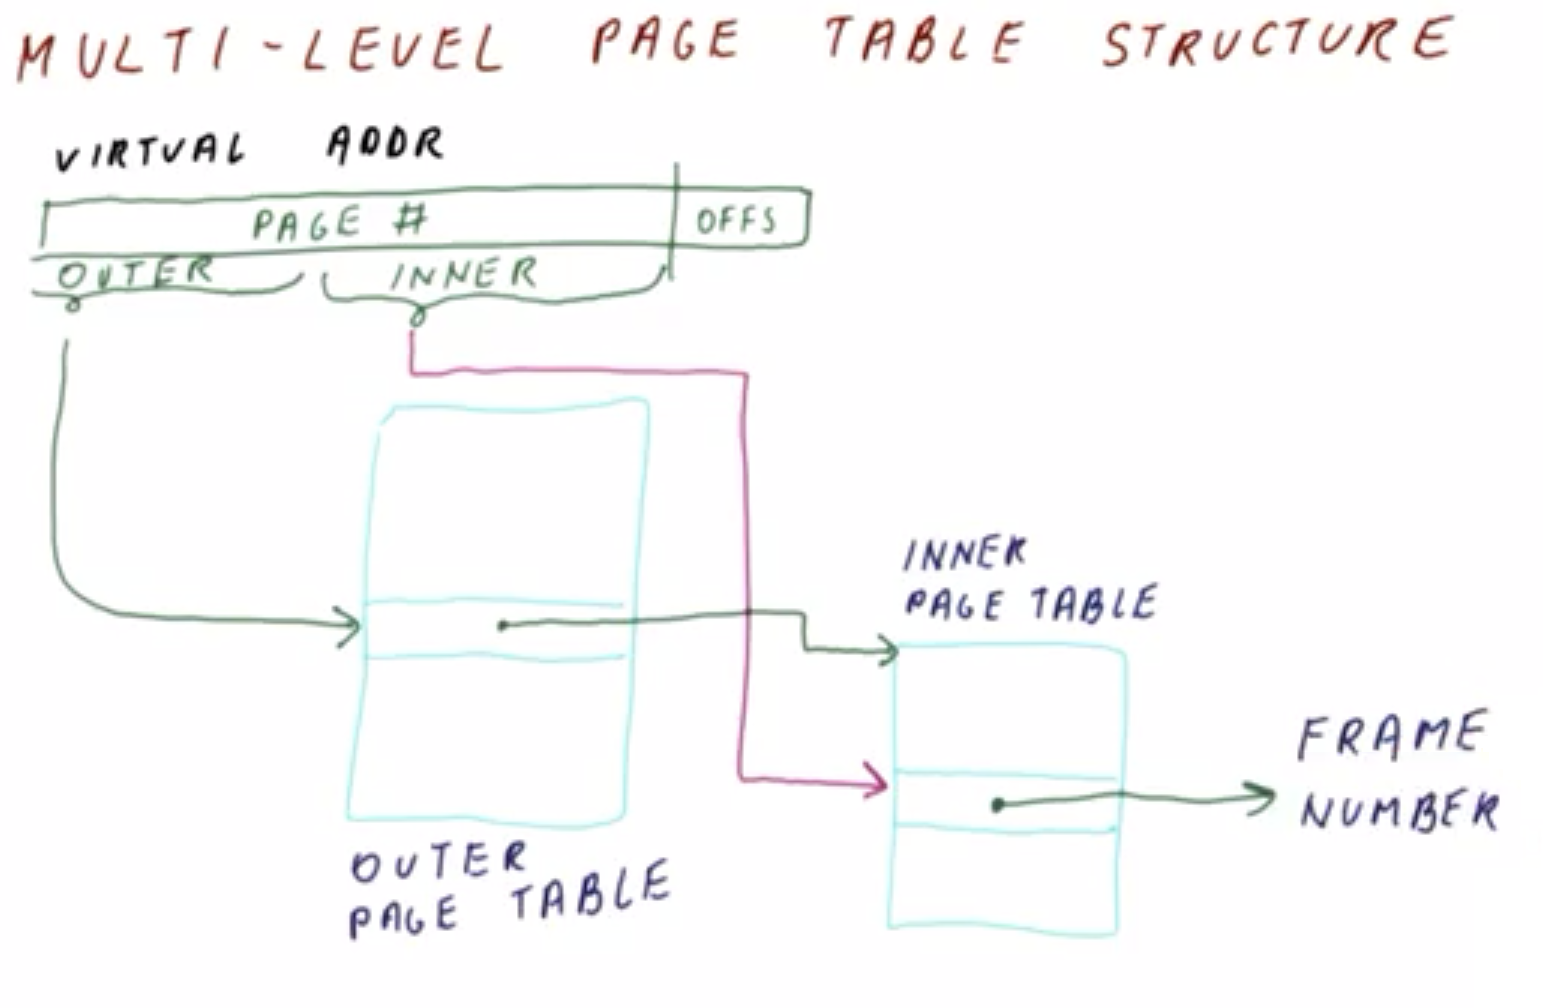 MULTI-LEVEL PAGE TABLE STRUCTURE
VIRTUAL ADDR
PAGE # OFFS
OUTER INNER
INNER
PAGE TABLE
FRAME
NUMBER
OUTER
PAGE TABLE